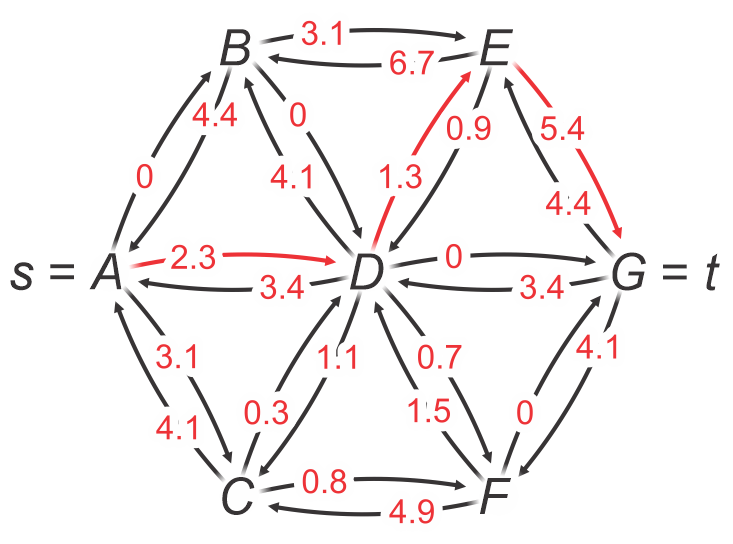 B 3.1 E
6.7
4.4 0 0.9 5.4
0 4.1 1.3 4.4
s = A 2.3 D 0 G = t
3.4 3.4
3.1 1.1 0.7 4.1
4.1 0.3 1.5 0
C 0.8 F
4.9